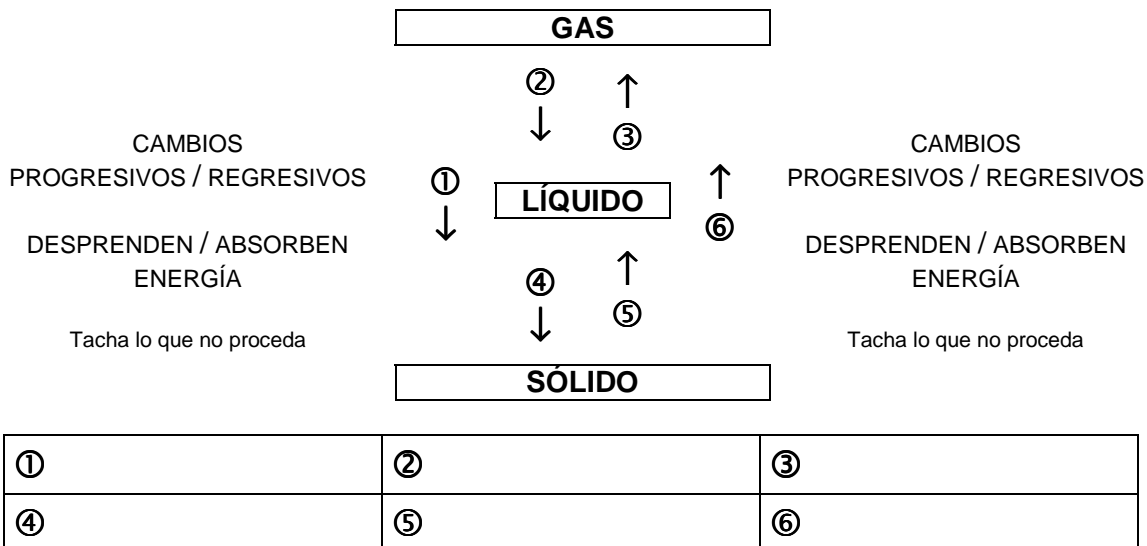 GAS
② ↑
↓ ③
CAMBIOS
PROGRESIVOS / REGRESIVOS
DESPRENDEN / ABSORBEN
ENERGÍA
Tacha lo que no proceda
① ↓
LÍQUIDO
↑ ⑥
④ ↑
↓ ⑤
CAMBIOS
PROGRESIVOS / REGRESIVOS
DESPRENDEN / ABSORBEN
ENERGÍA
Tacha lo que no proceda
SÓLIDO
① ② ③
④ ⑤ ⑥